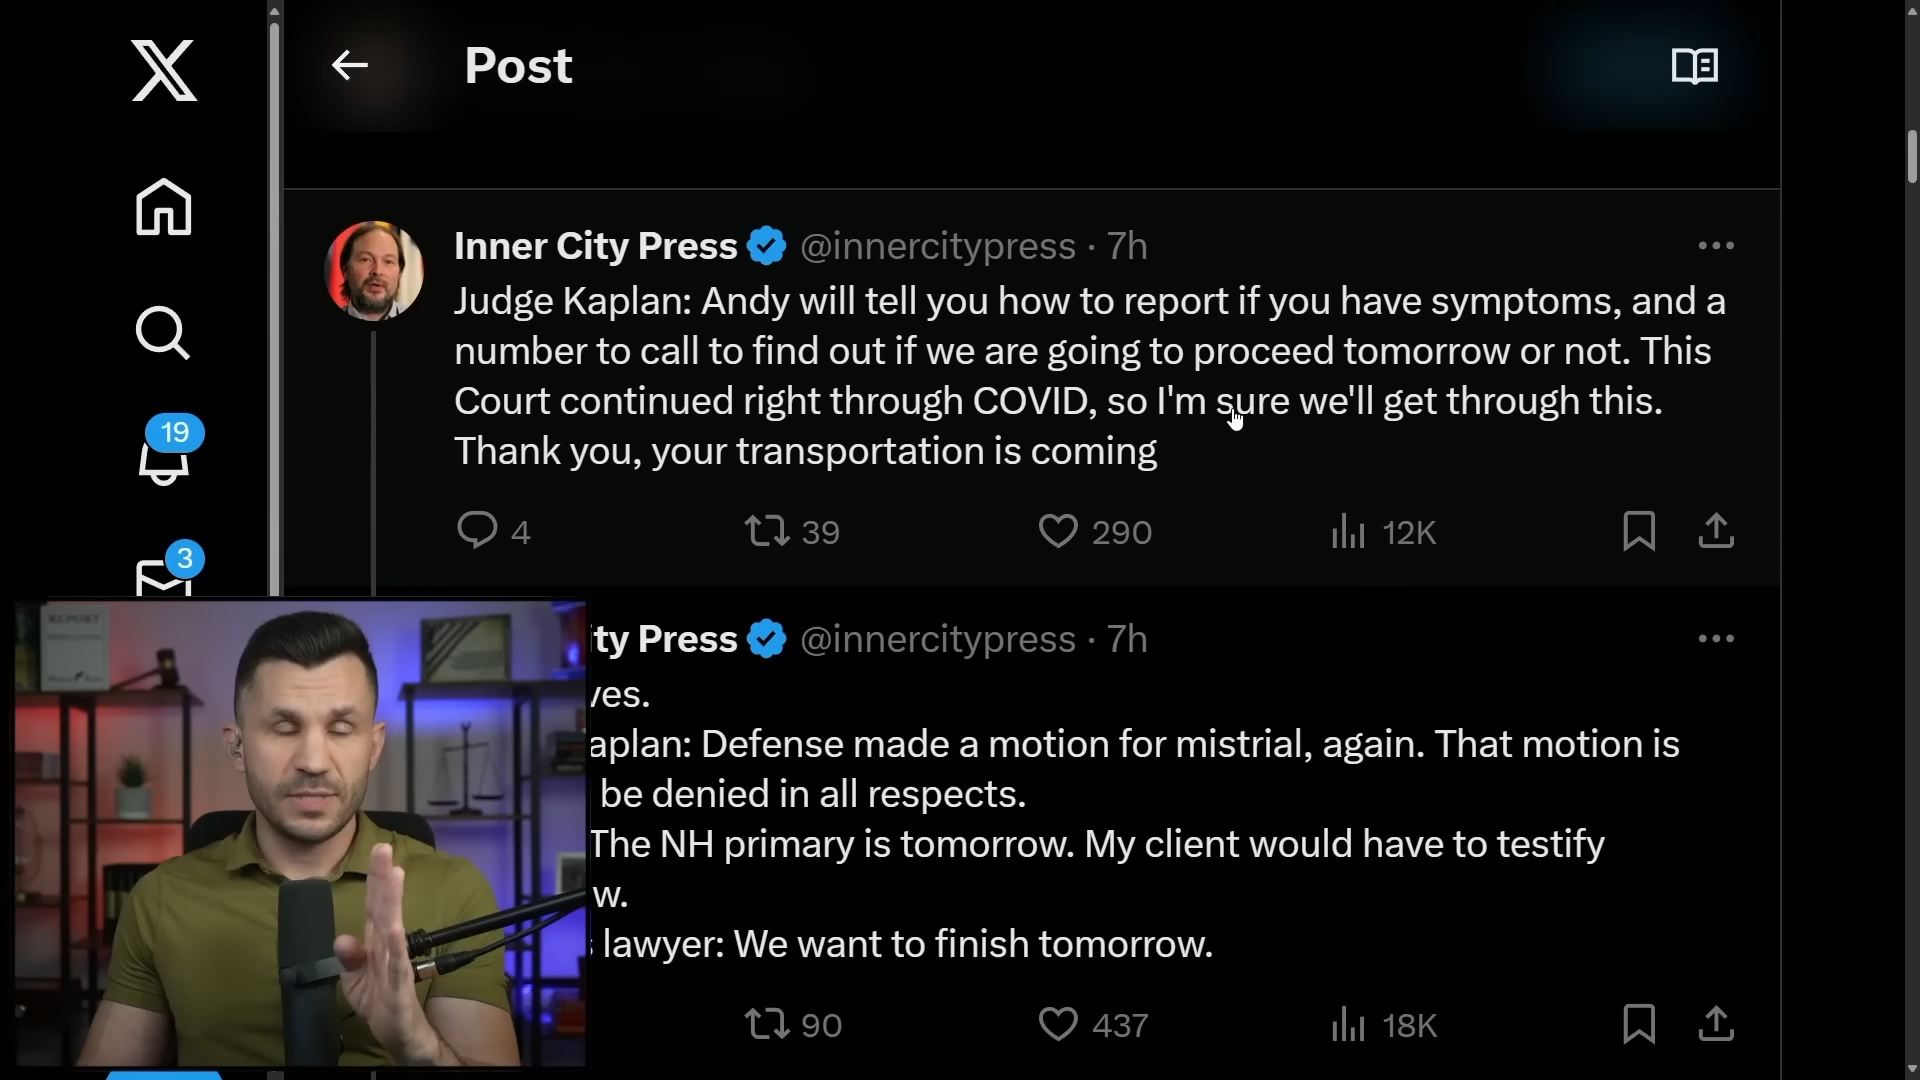 Post
Inner City Press @innercitypress · 7h
Judge Kaplan: Andy will tell you how to report if you have symptoms, and a
number to call to find out if we are going to proceed tomorrow or not. This
Court continued right through COVID, so I'm sure we'll get through this.
Thank you, your transportation is coming
4 39 290 12K
19
3
ity Press @innercitypress · 7h
ves.
aplan: Defense made a motion for mistrial, again. That motion is
be denied in all respects.
The NH primary is tomorrow. My client would have to testify
w.
s lawyer: We want to finish tomorrow.
90 437 18K
REPORT